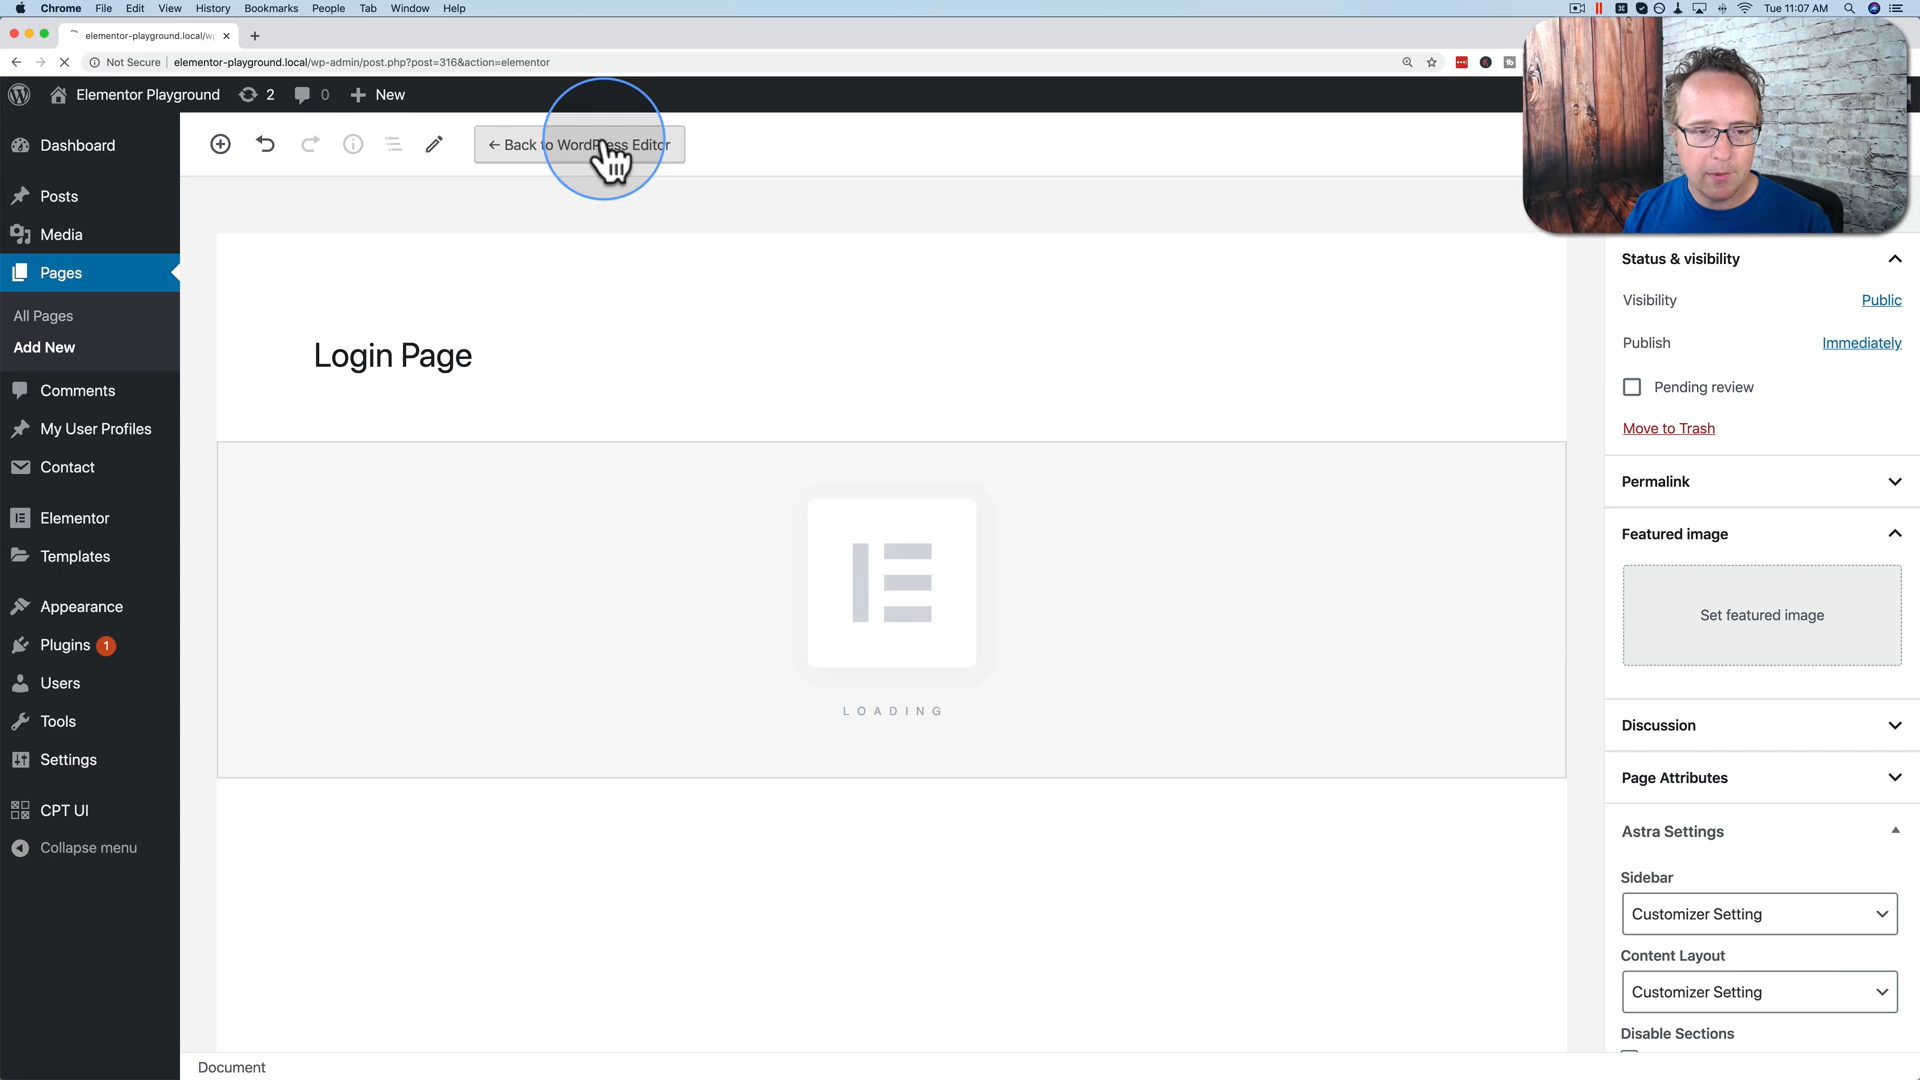 Chrome File Edit View History Bookmarks People Tab Window Help
Tue 11:07 AM
elementor-playground.local/wp
Not Secure elementor-playground.local/wp-admin/post.php?post=316&action=elementor
Elementor Playground 2 0 New
Dashboard
Posts
Media
Pages
All Pages
Add New
Comments
My User Profiles
Contact
Elementor
Templates
Appearance
Plugins 1
Users
Tools
Settings
CPT UI
Collapse menu
← Back to WordPress Editor
Login Page
LOADING
Document
Status & visibility
Visibility Public
Publish Immediately
Pending review
Move to Trash
Permalink
Featured image
Set featured image
Discussion
Page Attributes
Astra Settings
Sidebar
Customizer Setting
Content Layout
Customizer Setting
Disable Sections